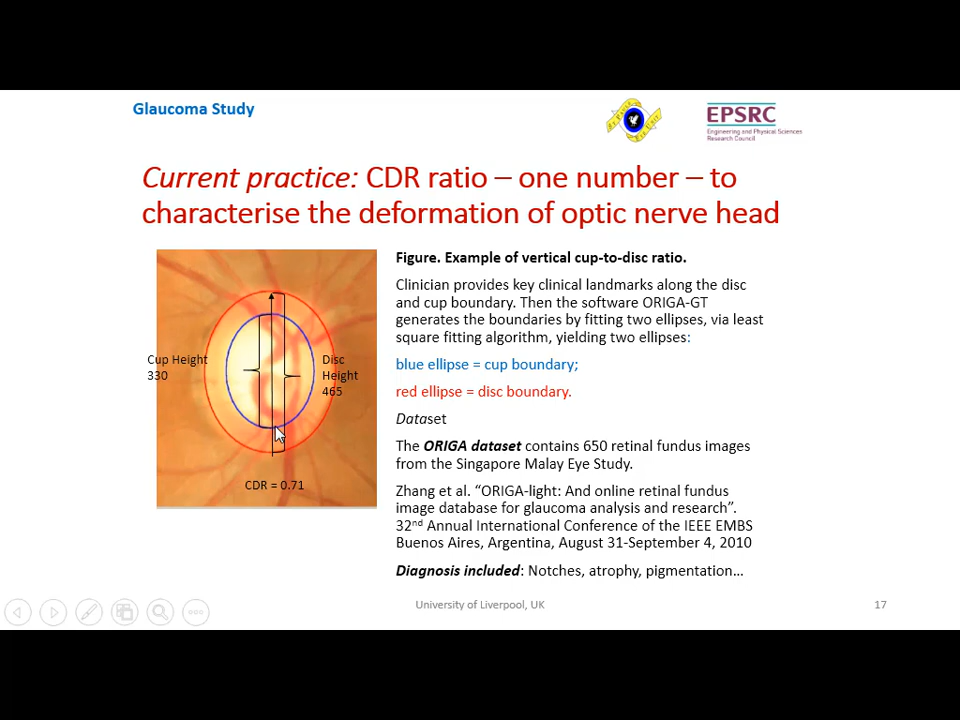 Glaucoma Study
EPSRC
Engineering and Physical Sciences
Research Council
Current practice: CDR ratio – one number – to
characterise the deformation of optic nerve head
Cup Height
330
Disc
Height
465
CDR = 0.71
Figure. Example of vertical cup-to-disc ratio.
Clinician provides key clinical landmarks along the disc
and cup boundary. Then the software ORIGA-GT
generates the boundaries by fitting two ellipses, via least
square fitting algorithm, yielding two ellipses:
blue ellipse = cup boundary;
red ellipse = disc boundary.
Dataset
The ORIGA dataset contains 650 retinal fundus images
from the Singapore Malay Eye Study.
Zhang et al. “ORIGA-light: And online retinal fundus
image database for glaucoma analysis and research”.
32nd Annual International Conference of the IEEE EMBS
Buenos Aires, Argentina, August 31-September 4, 2010
Diagnosis included: Notches, atrophy, pigmentation…
University of Liverpool, UK
17